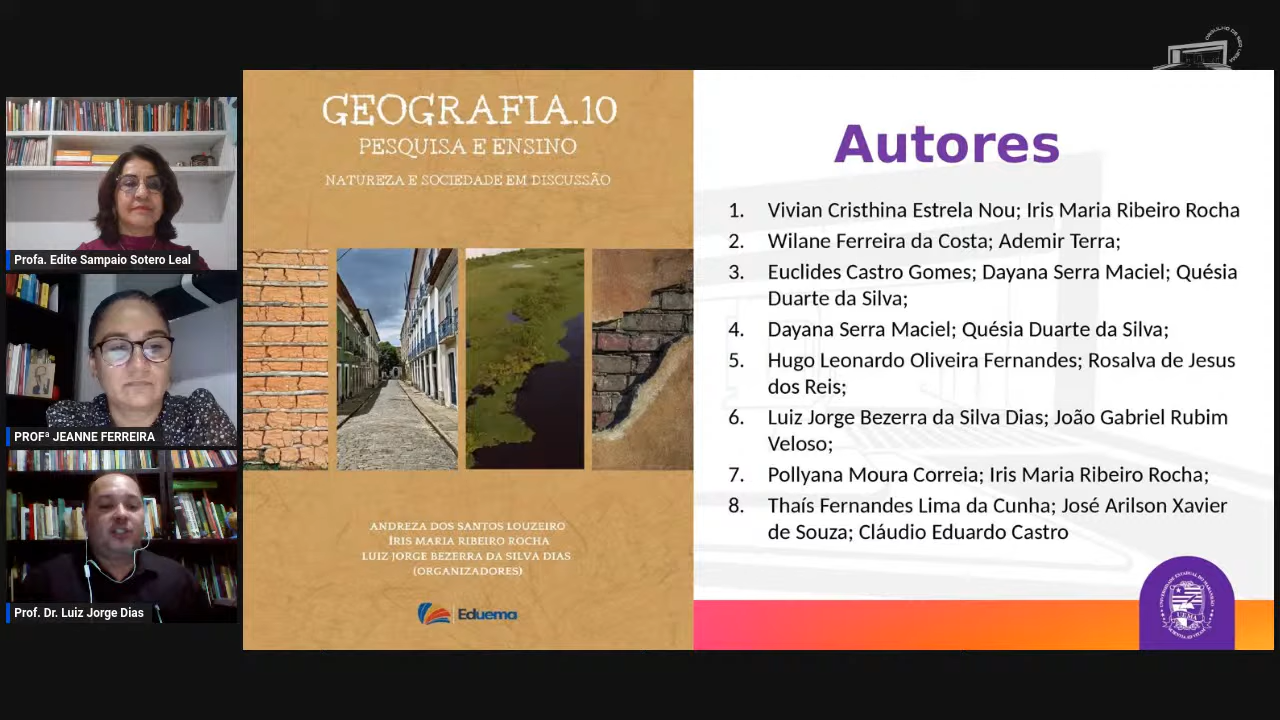 Profa. Edite Sampaio Sotero Leal
PROFª JEANNE FERREIRA
Prof. Dr. Luiz Jorge Dias
GEOGRAFIA.10
PESQUISA E ENSINO
NATUREZA E SOCIEDADE EM DISCUSSÃO
ANDREZA DOS SANTOS LOUZEIRO
ÍRIS MARIA RIBEIRO ROCHA
LUIZ JORGE BEZERRA DA SILVA DIAS
(ORGANIZADORES)
Eduema
Autores
1. Vivian Cristhina Estrela Nou; Iris Maria Ribeiro Rocha
2. Wilane Ferreira da Costa; Ademir Terra;
3. Euclides Castro Gomes; Dayana Serra Maciel; Quésia
Duarte da Silva;
4. Dayana Serra Maciel; Quésia Duarte da Silva;
5. Hugo Leonardo Oliveira Fernandes; Rosalva de Jesus
dos Reis;
6. Luiz Jorge Bezerra da Silva Dias; João Gabriel Rubim
Veloso;
7. Pollyana Moura Correia; Iris Maria Ribeiro Rocha;
8. Thaís Fernandes Lima da Cunha; José Arilson Xavier
de Souza; Cláudio Eduardo Castro